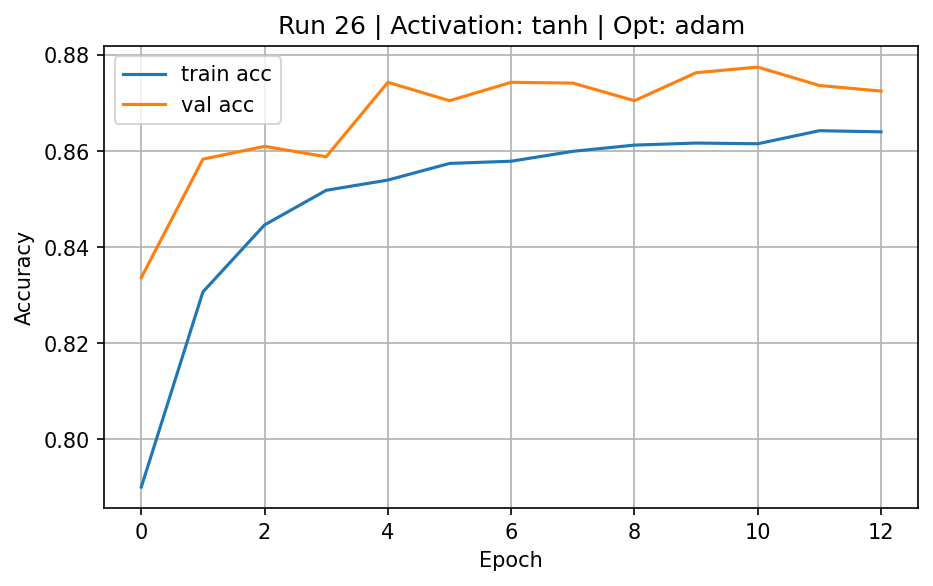 Run 26 | Activation: tanh | Opt: adam
train acc
val acc
0.88
0.86
0.84
0.82
0.80
Accuracy
0 2 4 6 8 10 12
Epoch